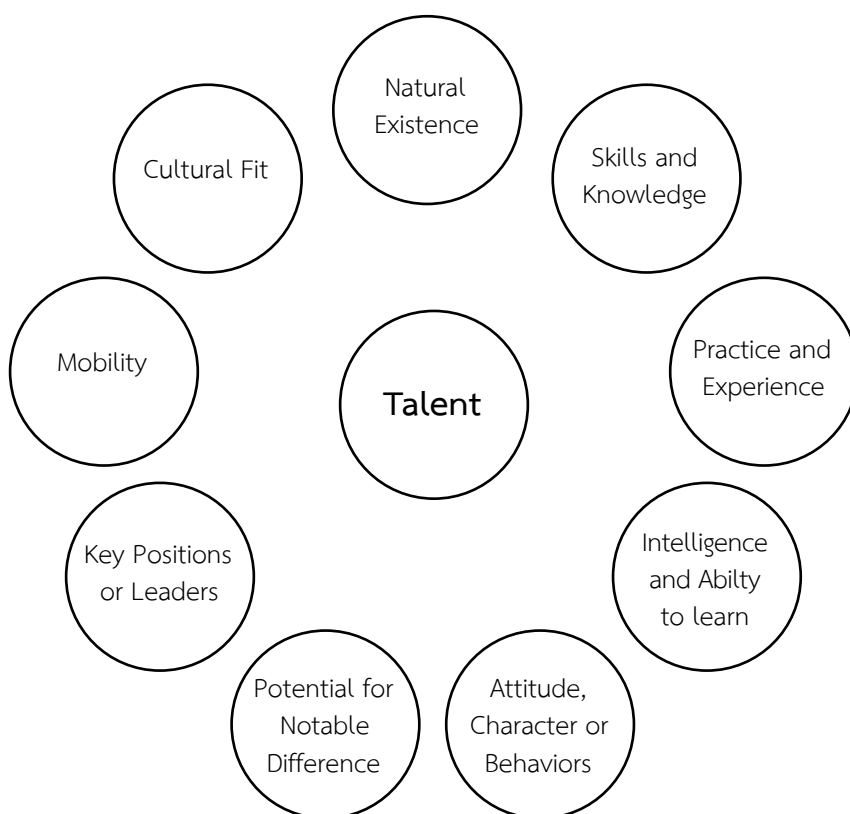 Natural
Existence
Skills and
Knowledge
Practice and
Experience
Intelligence
and Abilty
to learn
Attitude,
Character or
Behaviors
Potential for
Notable
Difference
Key Positions
or Leaders
Mobility
Cultural Fit
Talent